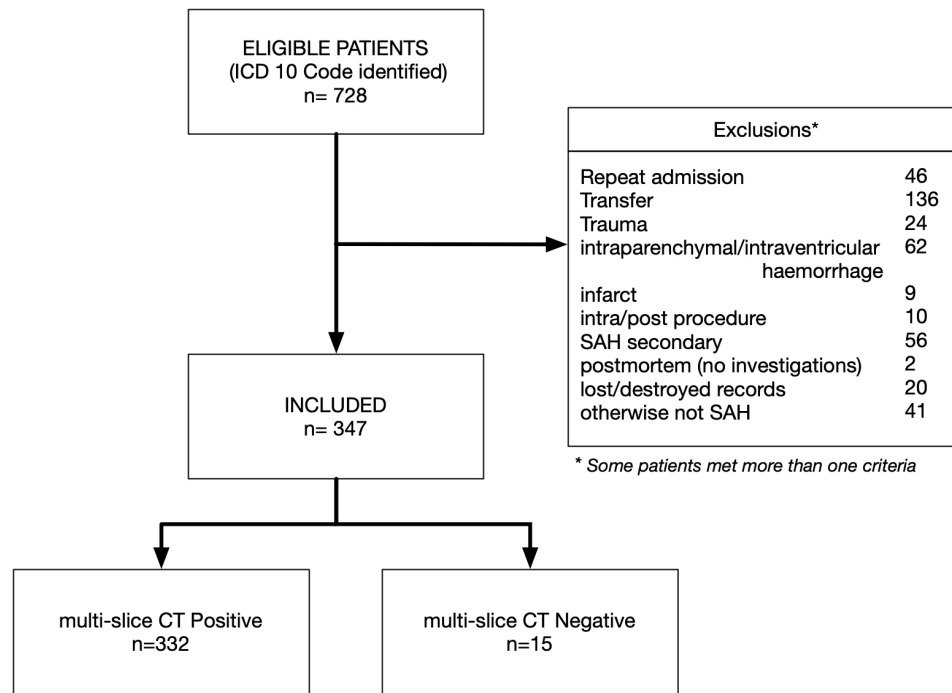 ELIGIBLE PATIENTS
(ICD 10 Code identified)
n= 728
Exclusions*
Repeat admission 46
Transfer 136
Trauma 24
intraparenchymal/intraventricular 62
haemorrhage
infarct 9
intra/post procedure 10
SAH secondary 56
postmortem (no investigations) 2
lost/destroyed records 20
otherwise not SAH 41
* Some patients met more than one criteria
INCLUDED
n= 347
multi-slice CT Positive
n=332
multi-slice CT Negative
n=15